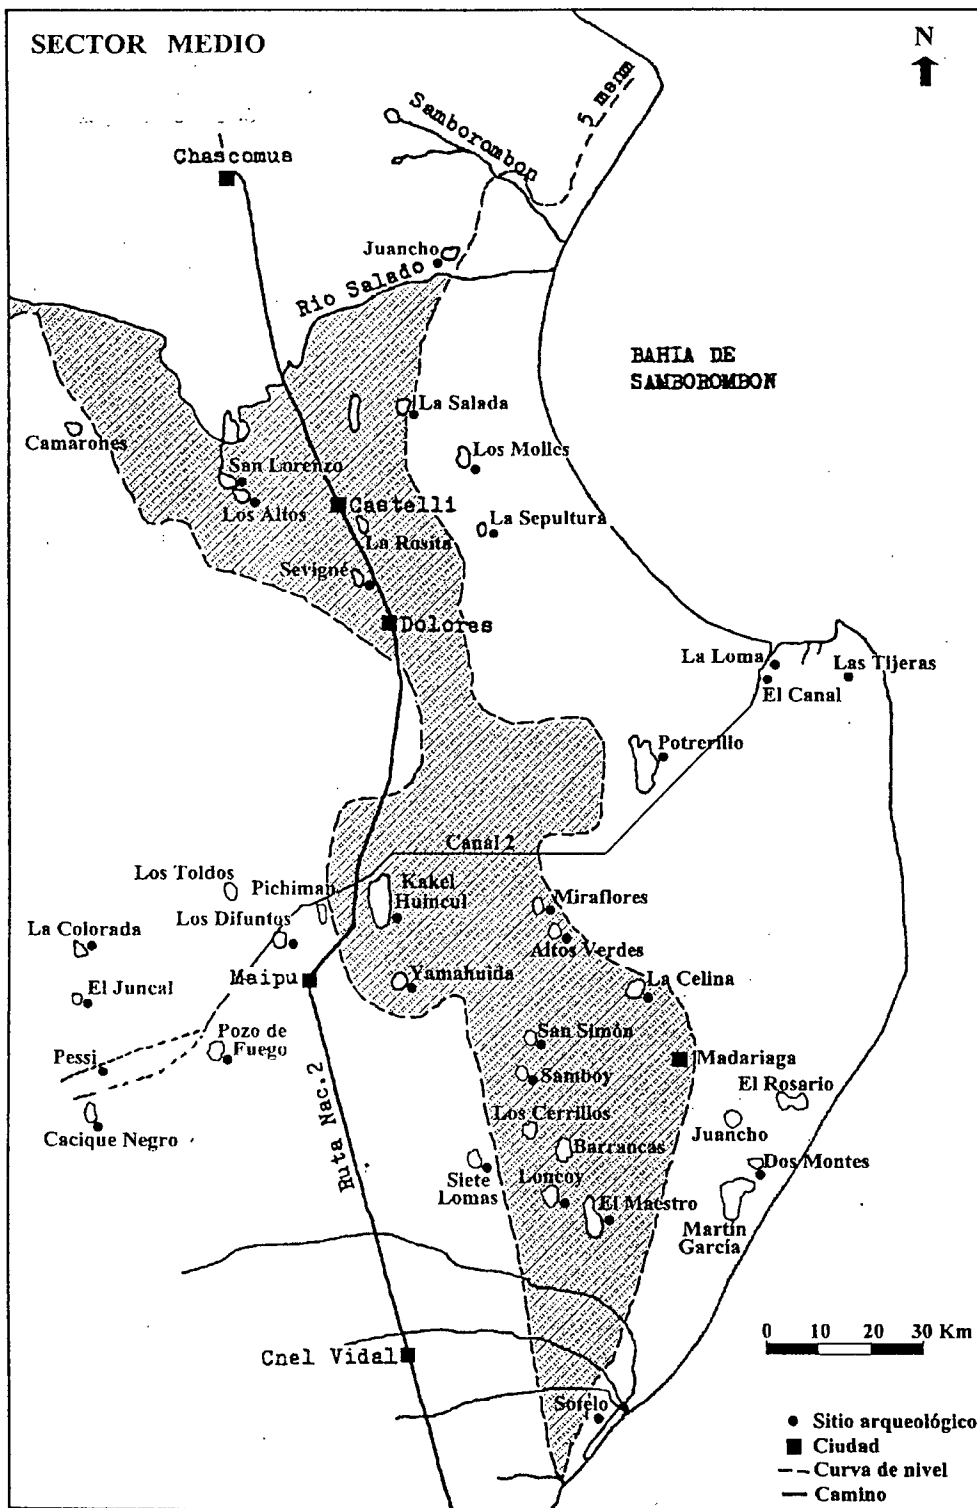 SECTOR MEDIO
N
Samborombon
5 msnm
Chascomus
Juancho
Rio Salado
BAHIA DE
SAMBOROMBON
La Salada
Camarones
Los Molles
San Lorenzo
Los Altos
Castelli
La Sepultura
La Rosita
Sevigné
Dolores
La Loma
Las Tijeras
El Canal
Potrerillo
Canal 2
Los Toldos
Pichiman
Kakel
Huincul
Miraflores
Los Difuntos
La Colorada
Altos Verdes
Maipu
Yamahuida
La Celina
El Juncal
San Simón
Pozo de
Fuego
Pessi
Madariaga
Samboy
El Rosario
Los Cerrillos
Juancho
Cacique Negro
Ruta Nac.2
Barrancas
Dos Montes
Siete
Lomas
Loncoy
El Maestro
Martín
García
0 10 20 30 Km
Cnel Vidal
Sotelo
Sitio arqueológico
Ciudad
Curva de nivel
Camino